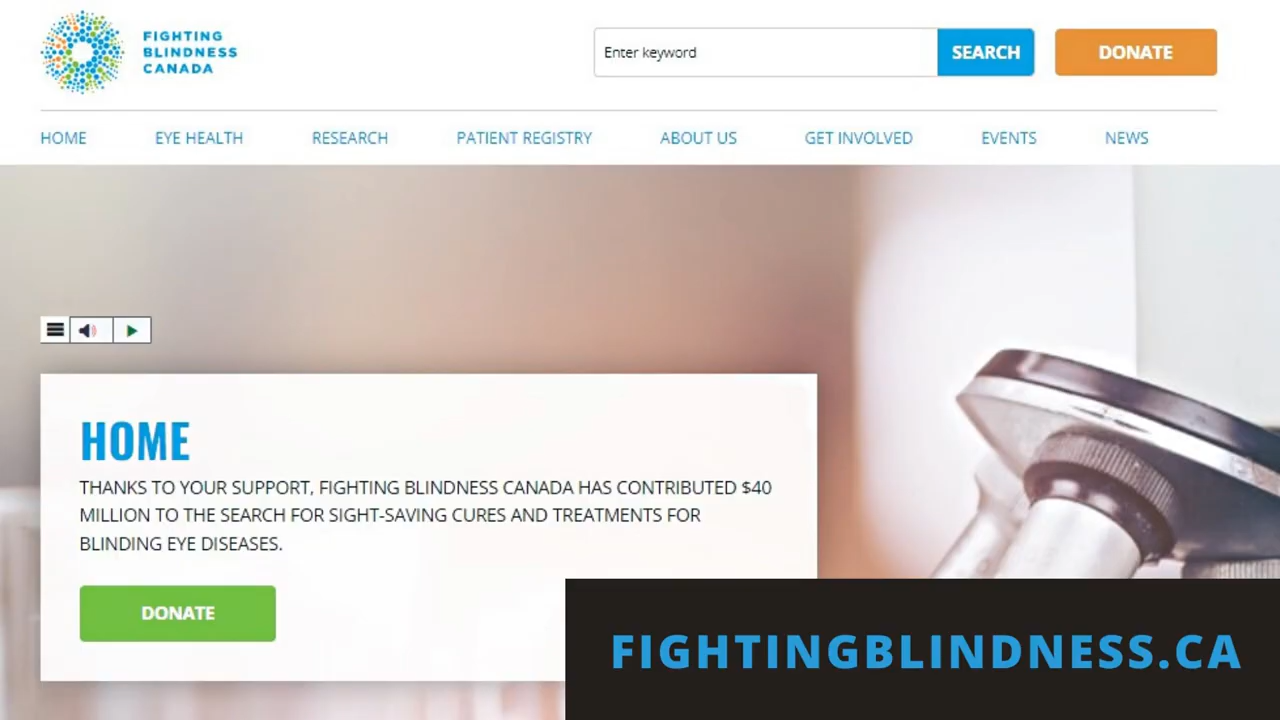 FIGHTING
BLINDNESS
CANADA
Enter keyword
SEARCH
DONATE
HOME
EYE HEALTH
RESEARCH
PATIENT REGISTRY
ABOUT US
GET INVOLVED
EVENTS
NEWS
HOME
THANKS TO YOUR SUPPORT, FIGHTING BLINDNESS CANADA HAS CONTRIBUTED $40
MILLION TO THE SEARCH FOR SIGHT-SAVING CURES AND TREATMENTS FOR
BLINDING EYE DISEASES.
DONATE
FIGHTINGBLINDNESS.CA